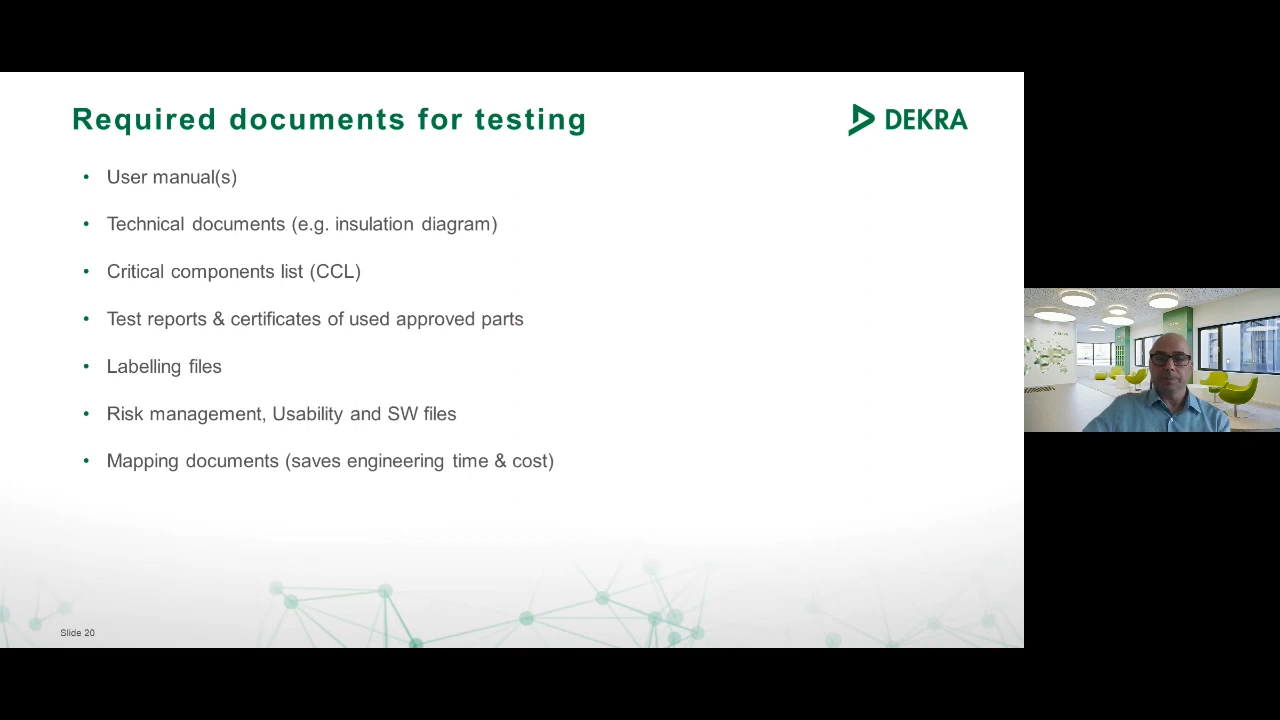 Required documents for testing
DEKRA
• User manual(s)
• Technical documents (e.g. insulation diagram)
• Critical components list (CCL)
• Test reports & certificates of used approved parts
• Labelling files
• Risk management, Usability and SW files
• Mapping documents (saves engineering time & cost)
Slide 20